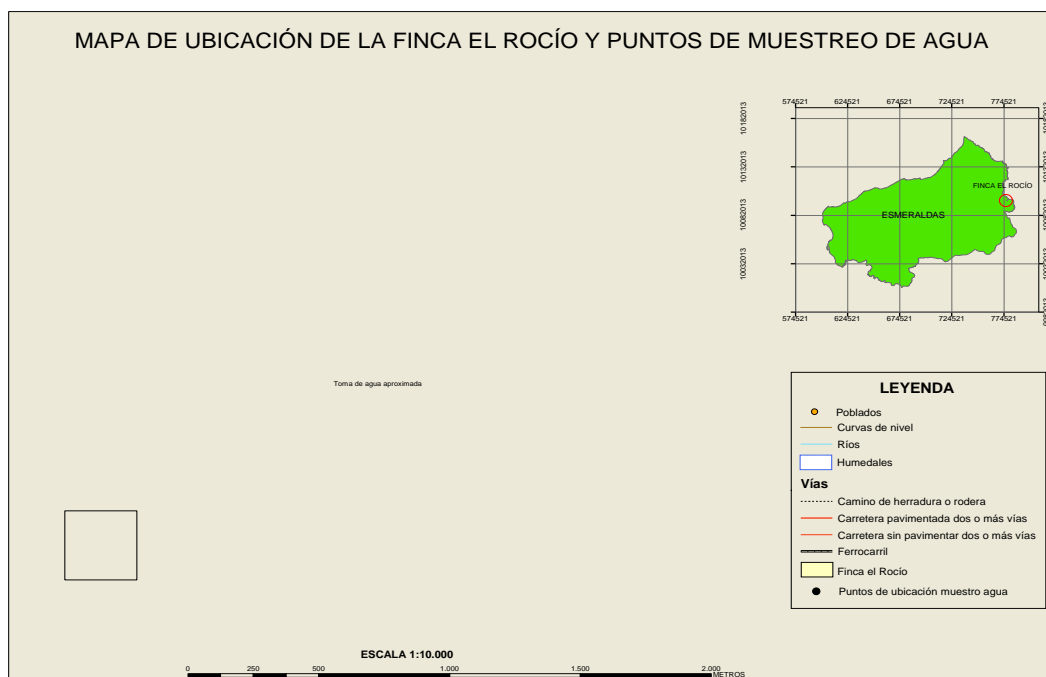 MAPA DE UBICACIÓN DE LA FINCA EL ROCÍO Y PUNTOS DE MUESTREO DE AGUA
574521 624521 674521 724521 774521
10182013
10182013
10132013
FINCA EL ROCÍO
ESMERALDAS
10082013
10032013
574521 624521 674521 724521 774521
Toma de agua aproximada
LEYENDA
Poblados
Curvas de nivel
Ríos
Humedales
Vías
Camino de herradura o rodera
Carretera pavimentada dos o más vías
Carretera sin pavimentar dos o más vías
Ferrocarril
Finca el Rocío
Puntos de ubicación muestro agua
ESCALA 1:10.000
0 250 500 1.000 1.500 2.000
METROS